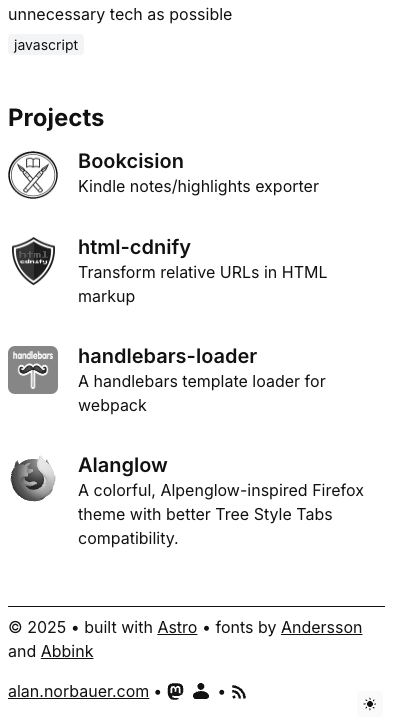 unnecessary tech as possible
javascript
Projects
Bookcision
Kindle notes/highlights exporter
html
cdnify
html-cdnify
Transform relative URLs in HTML
markup
handlebars
handlebars-loader
A handlebars template loader for
webpack
Alanglow
A colorful, Alpenglow-inspired Firefox
theme with better Tree Style Tabs
compatibility.
© 2025 • built with Astro • fonts by Andersson
and Abbink
alan.norbauer.com • •